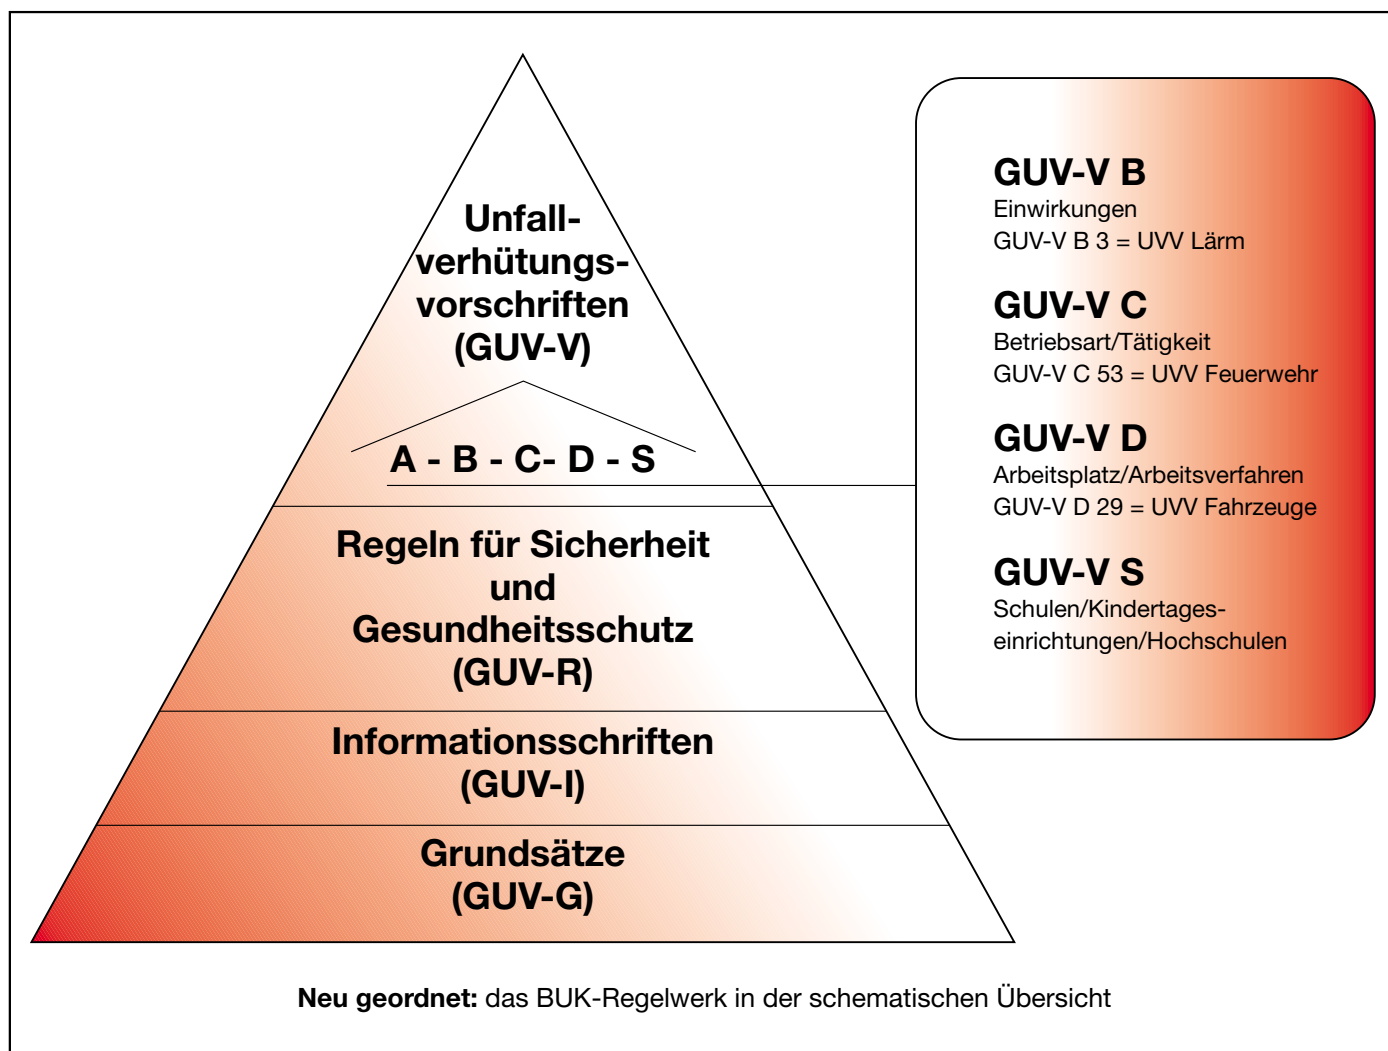 Unfall-
verhütungs-
vorschriften
(GUV-V)
A - B - C- D - S
Regeln für Sicherheit
und
Gesundheitsschutz
(GUV-R)
Informationsschriften
(GUV-I)
Grundsätze
(GUV-G)
GUV-V B
Einwirkungen
GUV-V B 3 = UVV Lärm
GUV-V C
Betriebsart/Tätigkeit
GUV-V C 53 = UVV Feuerwehr
GUV-V D
Arbeitsplatz/Arbeitsverfahren
GUV-V D 29 = UVV Fahrzeuge
GUV-V S
Schulen/Kindertages-
einrichtungen/Hochschulen
Neu geordnet: das BUK-Regelwerk in der schematischen Übersicht